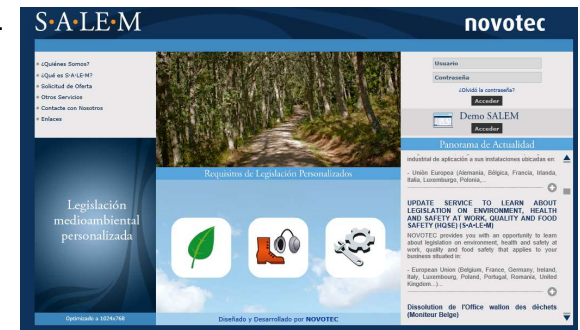 S·A·LE·M
novotec
¿Quiénes Somos?
¿Qué es S·A·LE·M?
Solicitud de Oferta
Otros Servicios
Contacte con Nosotros
Enlaces
Legislación
medioambiental
personalizada
Optimizado a 1024x768
Requisitos de Legislación Personalizados
Diseñado y Desarrollado por NOVOTEC
Usuario
Contraseña
¿Olvidó la contraseña?
Acceder
Demo SALEM
Acceder
Panorama de Actualidad
industrial de aplicación a sus instalaciones ubicadas en:
- Unión Europea (Alemania, Bélgica, Francia, Irlanda,
Italia, Luxemburgo, Polonia,...
UPDATE SERVICE TO LEARN ABOUT
LEGISLATION ON ENVIRONMENT, HEALTH
AND SAFETY AT WORK, QUALITY AND FOOD
SAFETY (HQSE) (S•A•LE•M)
NOVOTEC provides you with an opportunity to learn
about legislation on environment, health and safety at
work, quality and food safety that applies to your
business situated in:
- European Union (Belgium, France, Germany, Ireland,
Italy, Luxembourg, Poland, Portugal, Romania, United
Kingdom...)...
Dissolution de l'Office wallon des déchets
(Moniteur Belge)